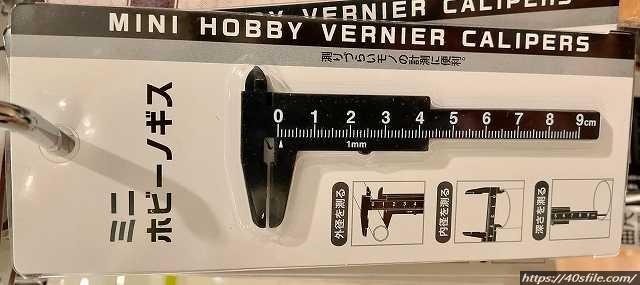 MINI HOBBY VERNIER CALIPERS
測りづらいモノの計測に便利。
ミニ
ホビーノギス
0 1 2 3 4 5 6 7 8 9cm
1mm
外径を測る
内径を測る
深さを測る
https://40sfile.com/